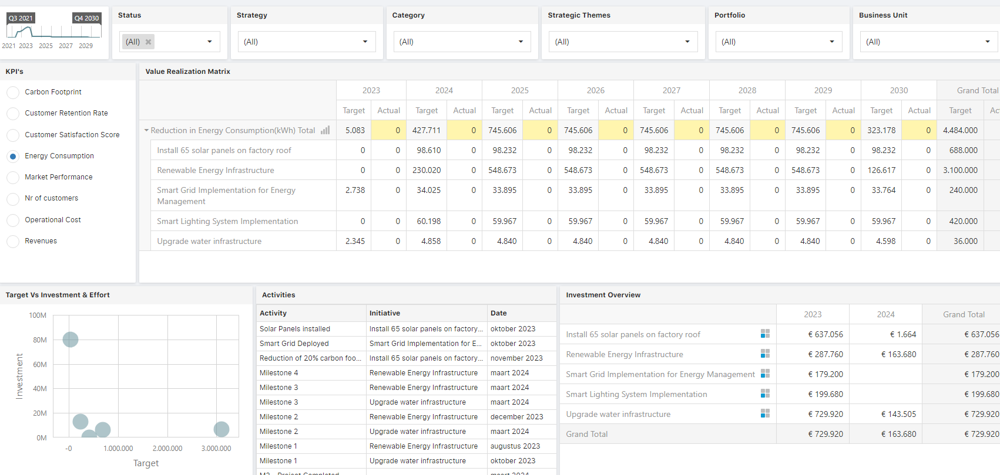 Q3 2021 Q4 2030
2021 2023 2025 2027 2029
Status
(All)
Strategy
(All)
Category
(All)
Strategic Themes
(All)
Portfolio
(All)
Business Unit
(All)
KPI's
Carbon Footprint
Customer Retention Rate
Customer Satisfaction Score
Energy Consumption
Market Performance
Nr of customers
Operational Cost
Revenues
Value Realization Matrix
2023 2024 2025 2026 2027 2028 2029 2030 Grand Total
Target Actual Target Actual Target Actual Target Actual Target Actual Target Actual Target Actual Target Actual Target Ac
Reduction in Energy Consumption(kWh) Total 5.083 0 427.711 0 745.606 0 745.606 0 745.606 0 745.606 0 745.606 0 323.178 0 4.484.000
Install 65 solar panels on factory roof 0 0 98.610 0 98.232 0 98.232 0 98.232 0 98.232 0 98.232 0 98.232 0 688.000
Renewable Energy Infrastructure 0 0 230.020 0 548.673 0 548.673 0 548.673 0 548.673 0 548.673 0 126.617 0 3.100.000
Smart Grid Implementation for Energy 2.738 0 34.025 0 33.895 0 33.895 0 33.895 0 33.895 0 33.895 0 33.764 0 240.000
Management
Smart Lighting System Implementation 0 0 60.198 0 59.967 0 59.967 0 59.967 0 59.967 0 59.967 0 59.967 0 420.000
Upgrade water infrastructure 2.345 0 4.858 0 4.840 0 4.840 0 4.840 0 4.840 0 4.840 0 4.598 0 36.000
Target Vs Investment & Effort
100M
80M
60M
40M
20M
0M
Investment
-0 1.000.000 2.000.000 3.000.000
Target
Activities
Activity Initiative Date
Solar Panels installed Install 65 solar panels on factory... oktober 2023
Smart Grid Deployed Smart Grid Implementation for E... oktober 2023
Reduction of 20% carbon foo... Install 65 solar panels on factory... november 2023
Milestone 4 Renewable Energy Infrastructure maart 2024
Milestone 3 Renewable Energy Infrastructure maart 2024
Milestone 3 Upgrade water infrastructure maart 2024
Milestone 2 Renewable Energy Infrastructure december 2023
Milestone 2 Upgrade water infrastructure maart 2024
Milestone 1 Renewable Energy Infrastructure augustus 2023
Milestone 1 Upgrade water infrastructure oktober 2023
Project Completed maart 2024
Investment Overview
2023 2024 Grand Total
Install 65 solar panels on factory roof € 637.056 € 1.664 € 637.056
Renewable Energy Infrastructure € 287.760 € 163.680 € 287.760
Smart Grid Implementation for Energy Management € 179.200 € 179.200
Smart Lighting System Implementation € 199.680 € 199.680
Upgrade water infrastructure € 729.920 € 143.505 € 729.920
Grand Total € 729.920 € 163.680 € 729.920